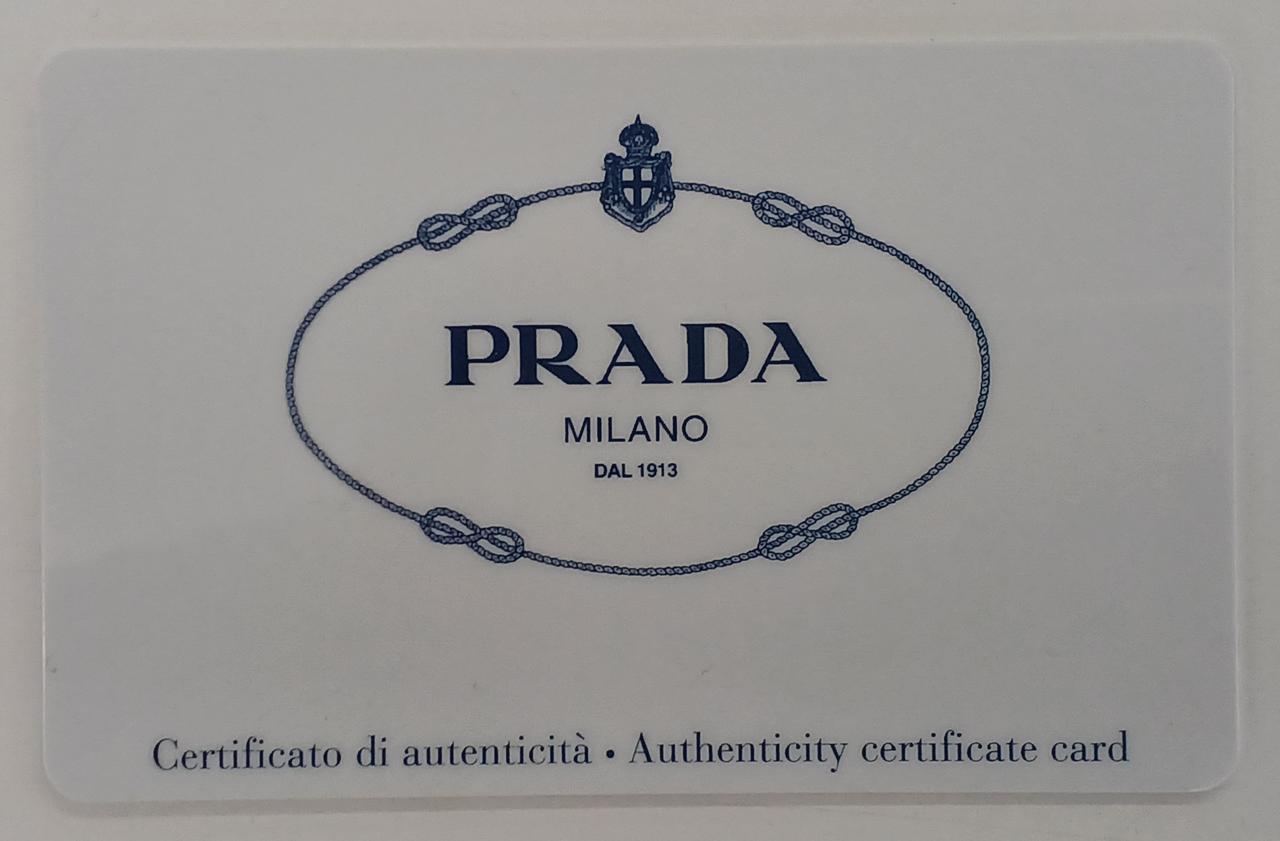 PRADA
MILANO
DAL 1913
Certificato di autenticità • Authenticity certificate card